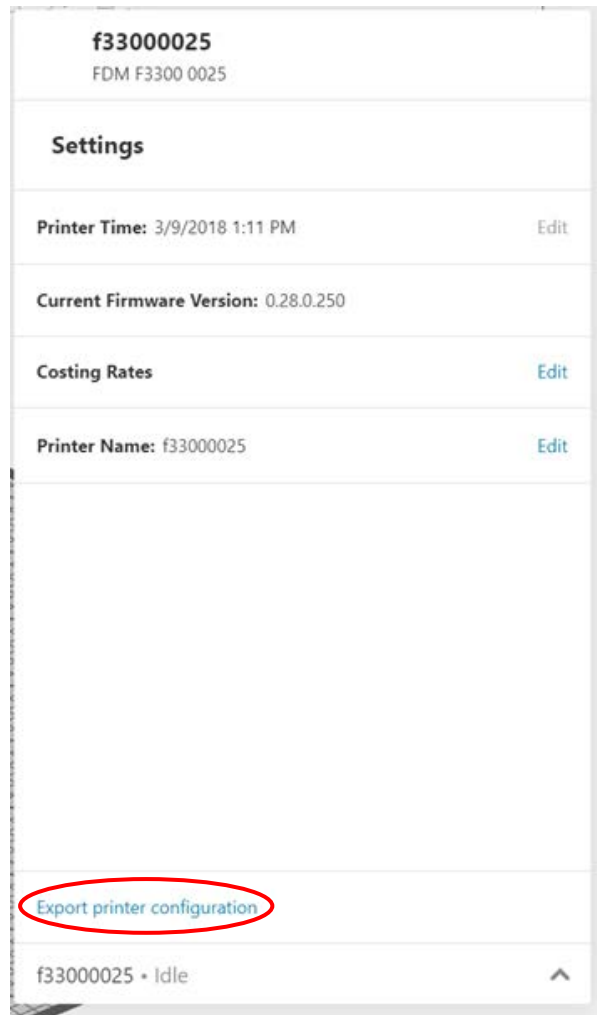 f33000025
FDM F3300 0025
Settings
Printer Time: 3/9/2018 1:11 PM Edit
Current Firmware Version: 0.28.0.250
Costing Rates Edit
Printer Name: f33000025 Edit
Export printer configuration
f33000025 • Idle